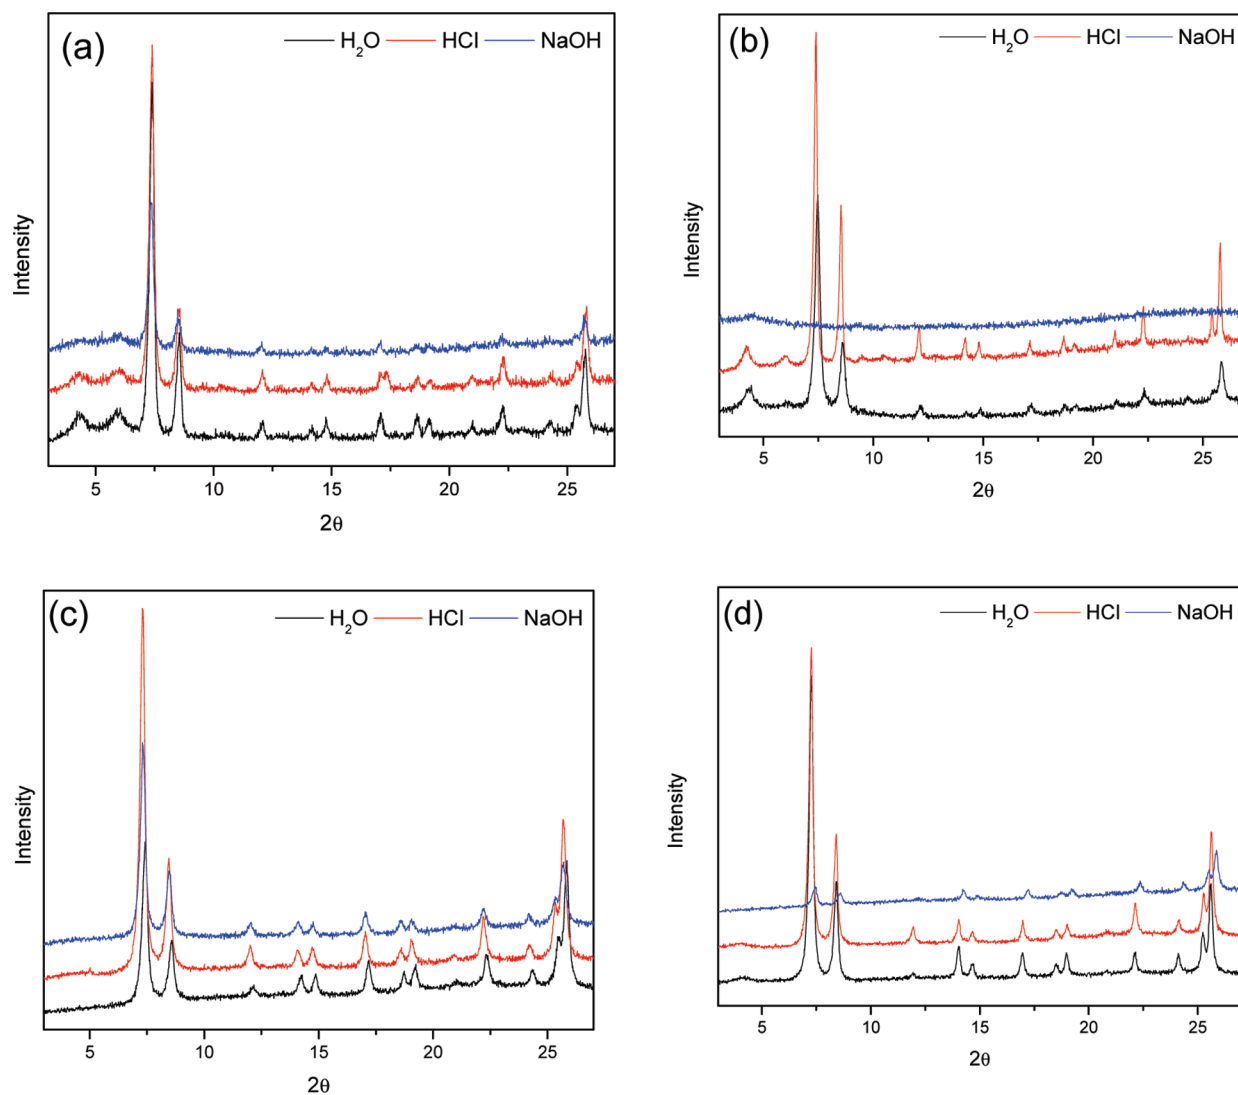 (a) H₂O HCl NaOH
Intensity
5 10 15 20 25
2θ
(b) H₂O HCl NaOH
Intensity
5 10 15 20 25
2θ
(c) H₂O HCl NaOH
Intensity
5 10 15 20 25
2θ
(d) H₂O HCl NaOH
Intensity
5 10 15 20 25
2θ